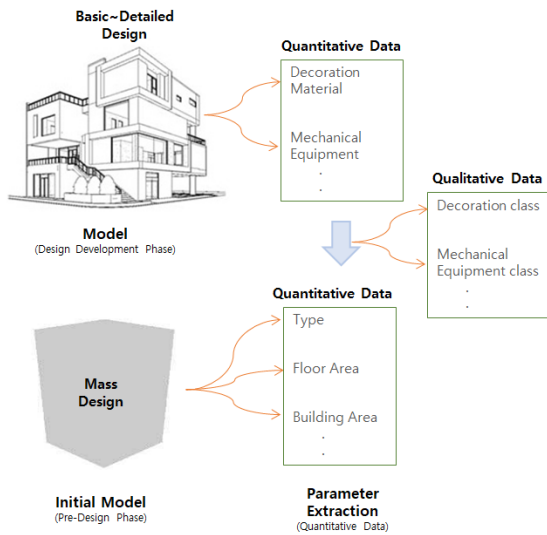 Basic~Detailed
Design
Quantitative Data
Decoration
Material
Mechanical
Equipment
.
.
Model
(Design Development Phase)
Qualitative Data
Decoration class
Mechanical
Equipment class
.
.
Quantitative Data
Type
Floor Area
Building Area
.
.
Mass
Design
Initial Model
(Pre-Design Phase)
Parameter
Extraction
(Quantitative Data)